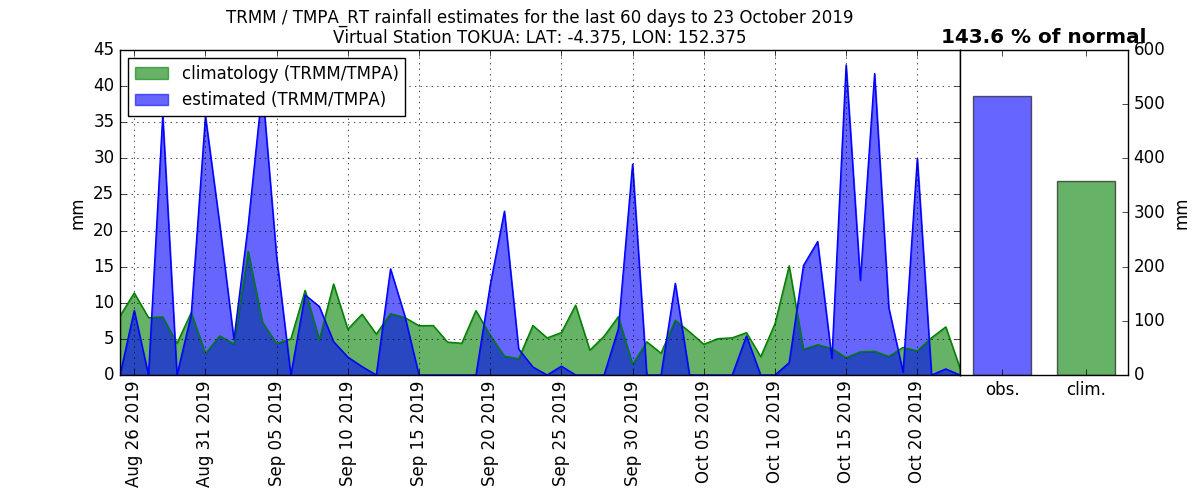 TRMM / TMPA_RT rainfall estimates for the last 60 days to 23 October 2019
Virtual Station TOKUA: LAT: -4.375, LON: 152.375
143.6 % of normal
climatology (TRMM/TMPA)
estimated (TRMM/TMPA)
45
40
35
30
25
20
15
10
5
0
mm
Aug 26 2019
Aug 31 2019
Sep 05 2019
Sep 10 2019
Sep 15 2019
Sep 20 2019
Sep 25 2019
Sep 30 2019
Oct 05 2019
Oct 10 2019
Oct 15 2019
Oct 20 2019
obs.
clim.
600
500
400
300
200
100
0
mm